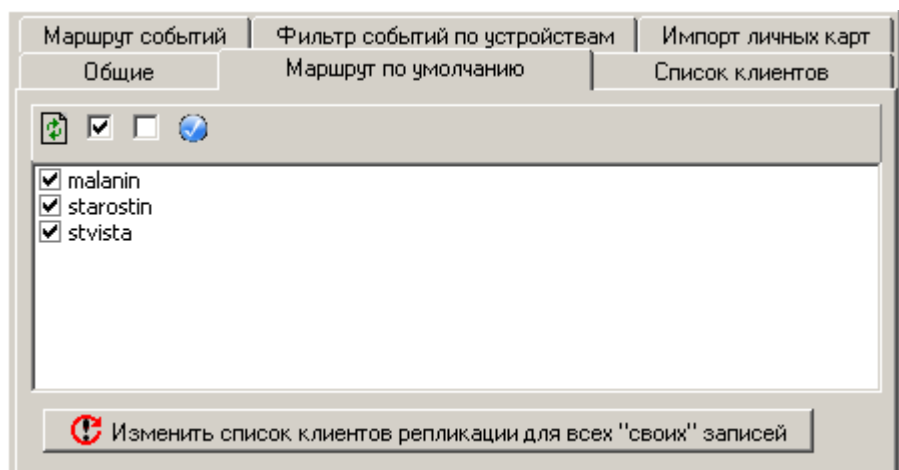 Маршрут событий Фильтр событий по устройствам Импорт личных карт
Общие Маршрут по умолчанию Список клиентов
malanin
starostin
stvista
Изменить список клиентов репликации для всех "своих" записей